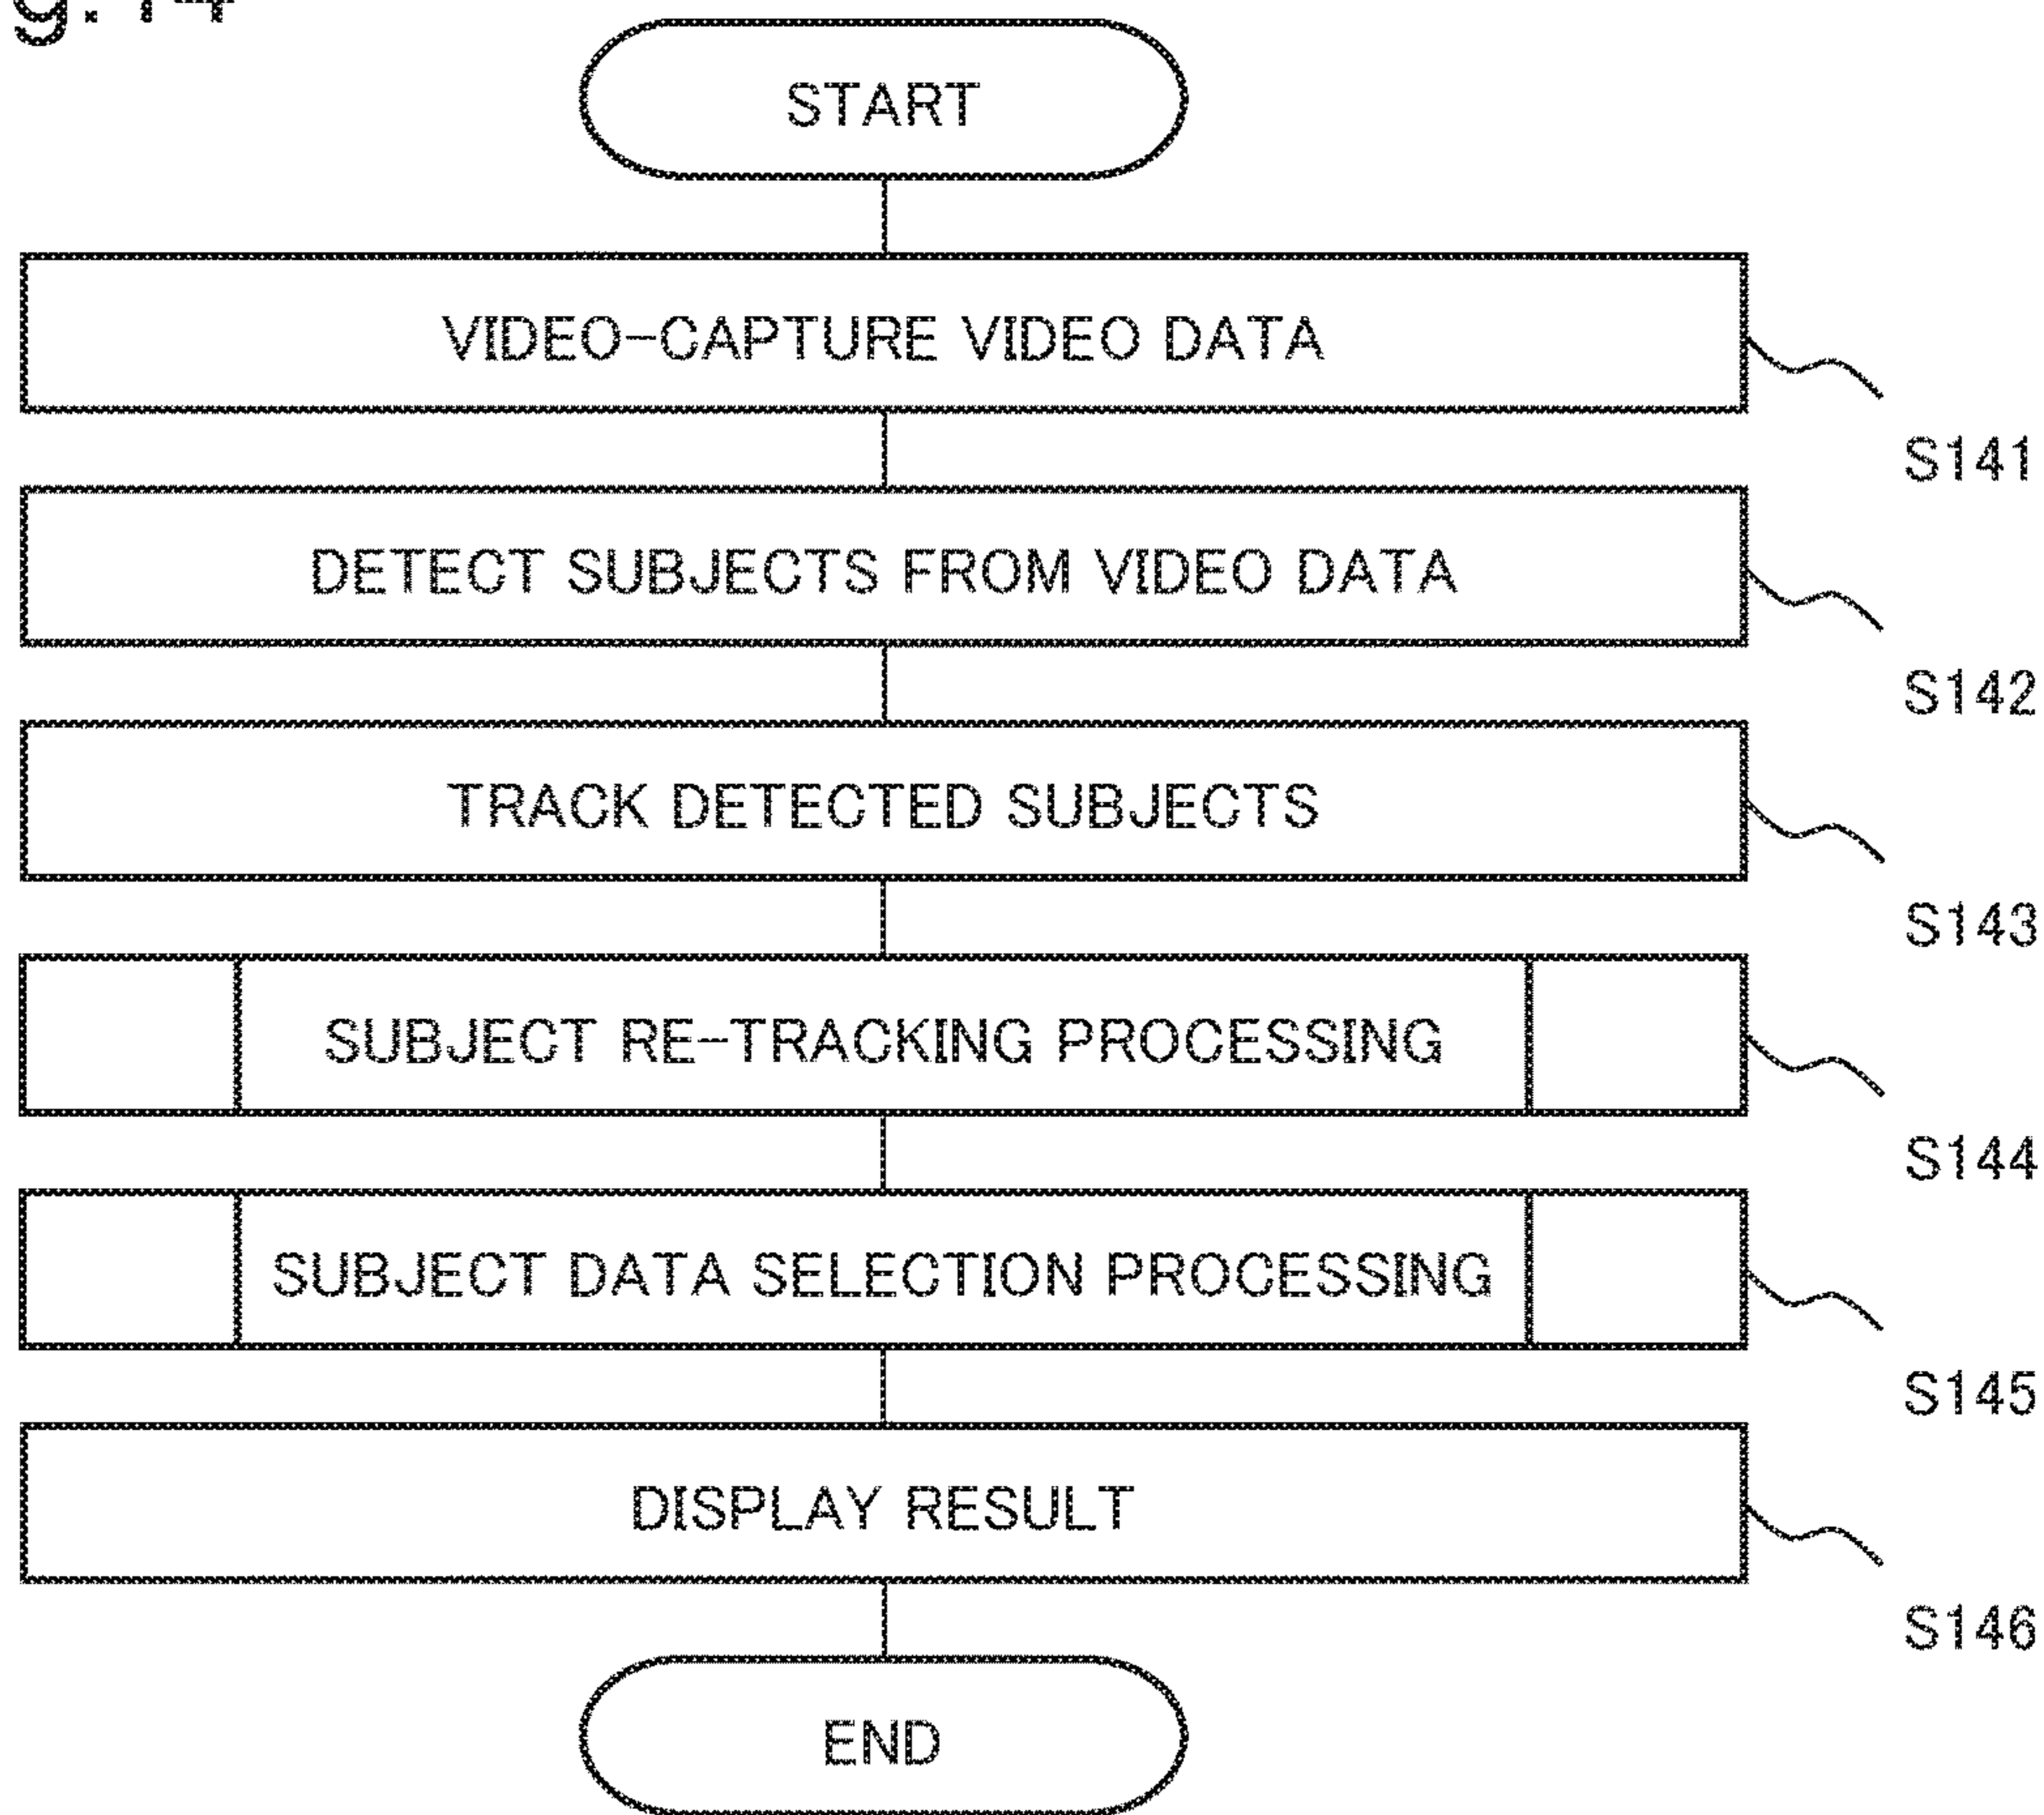 g. 14
START
VIDEO-CAPTURE VIDEO DATA
S141
DETECT SUBJECTS FROM VIDEO DATA
S142
TRACK DETECTED SUBJECTS
S143
SUBJECT RE-TRACKING PROCESSING
S144
SUBJECT DATA SELECTION PROCESSING
S145
DISPLAY RESULT
S146
END